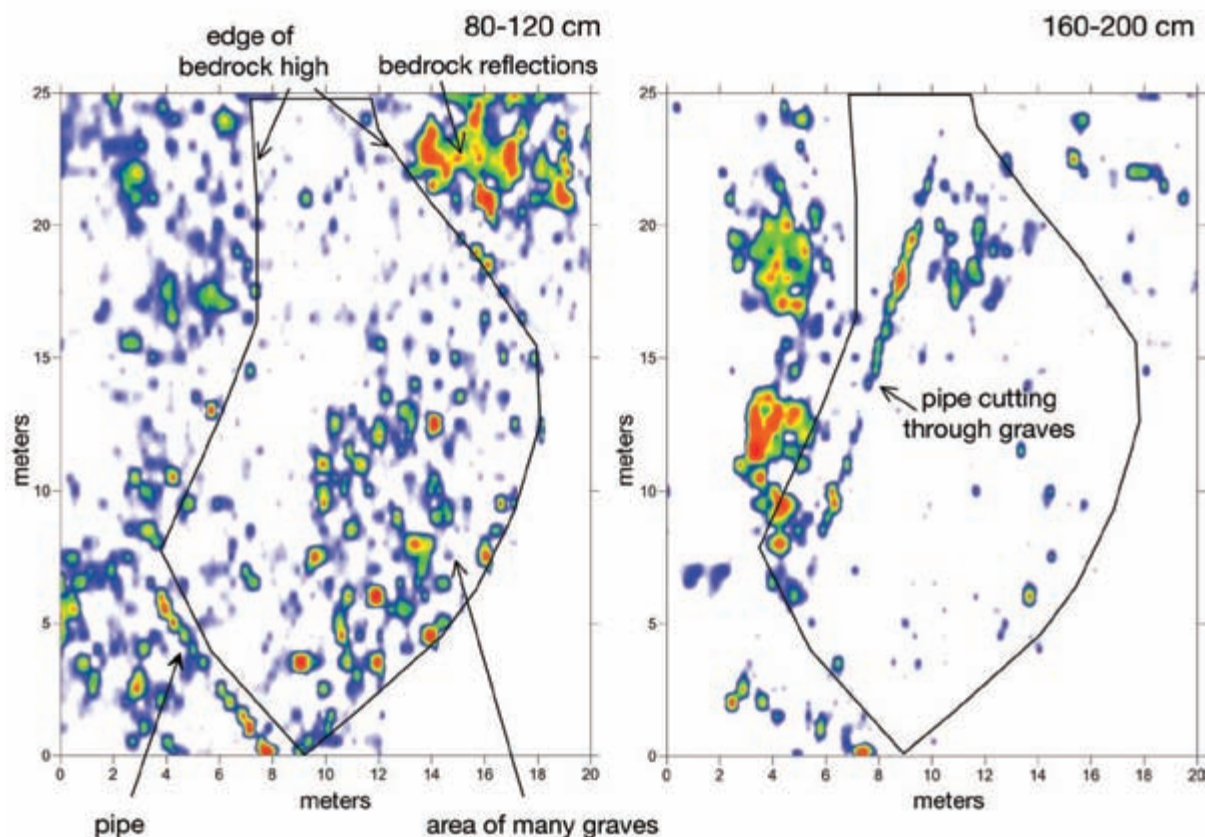 80-120 cm
edge of
bedrock high
bedrock reflections
25
20
15
10
5
0
meters
0 2 4 6 8 10 12 14 16 18 20
meters
pipe
area of many graves
160-200 cm
25
20
15
10
5
0
meters
0 2 4 6 8 10 12 14 16 18 20
meters
pipe cutting
through graves